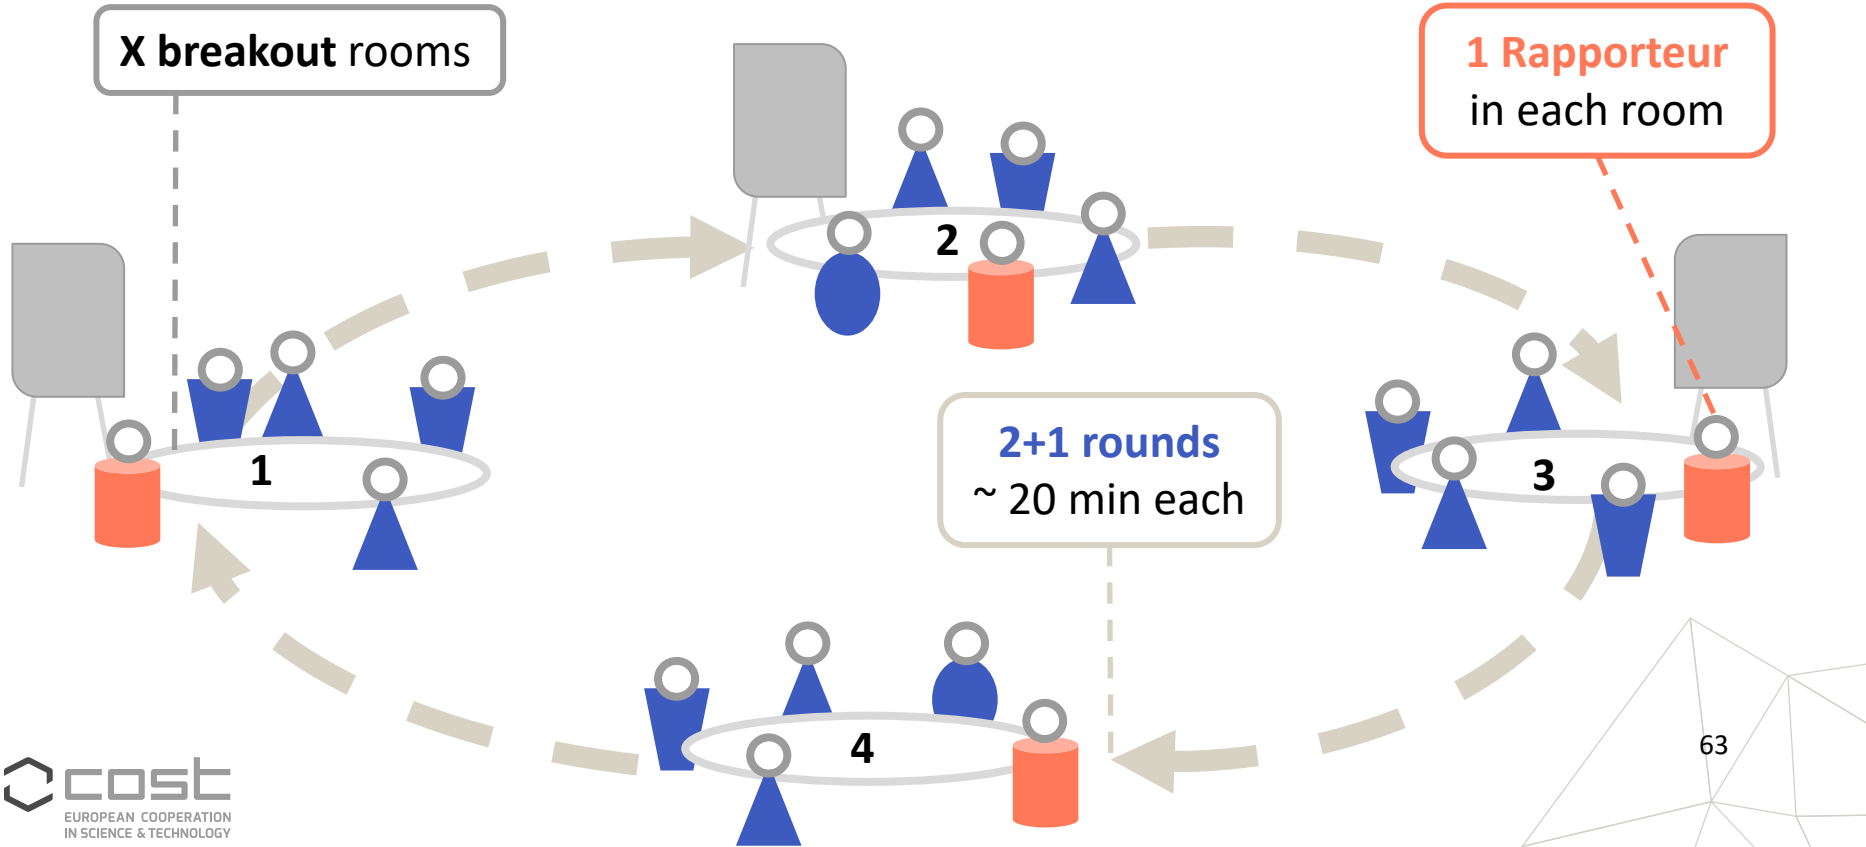 X breakout rooms
1 Rapporteur
in each room
2
1
2+1 rounds
~ 20 min each
3
4
63
cost
EUROPEAN COOPERATION
IN SCIENCE & TECHNOLOGY